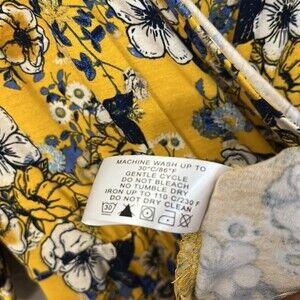 MACHINE WASH UP TO
30°C/86°F
GENTLE CYCLE
DO NOT BLEACH
NO TUMBLE DRY
IRON UP TO 110 C/230 F
DO NOT DRY CLEAN
30